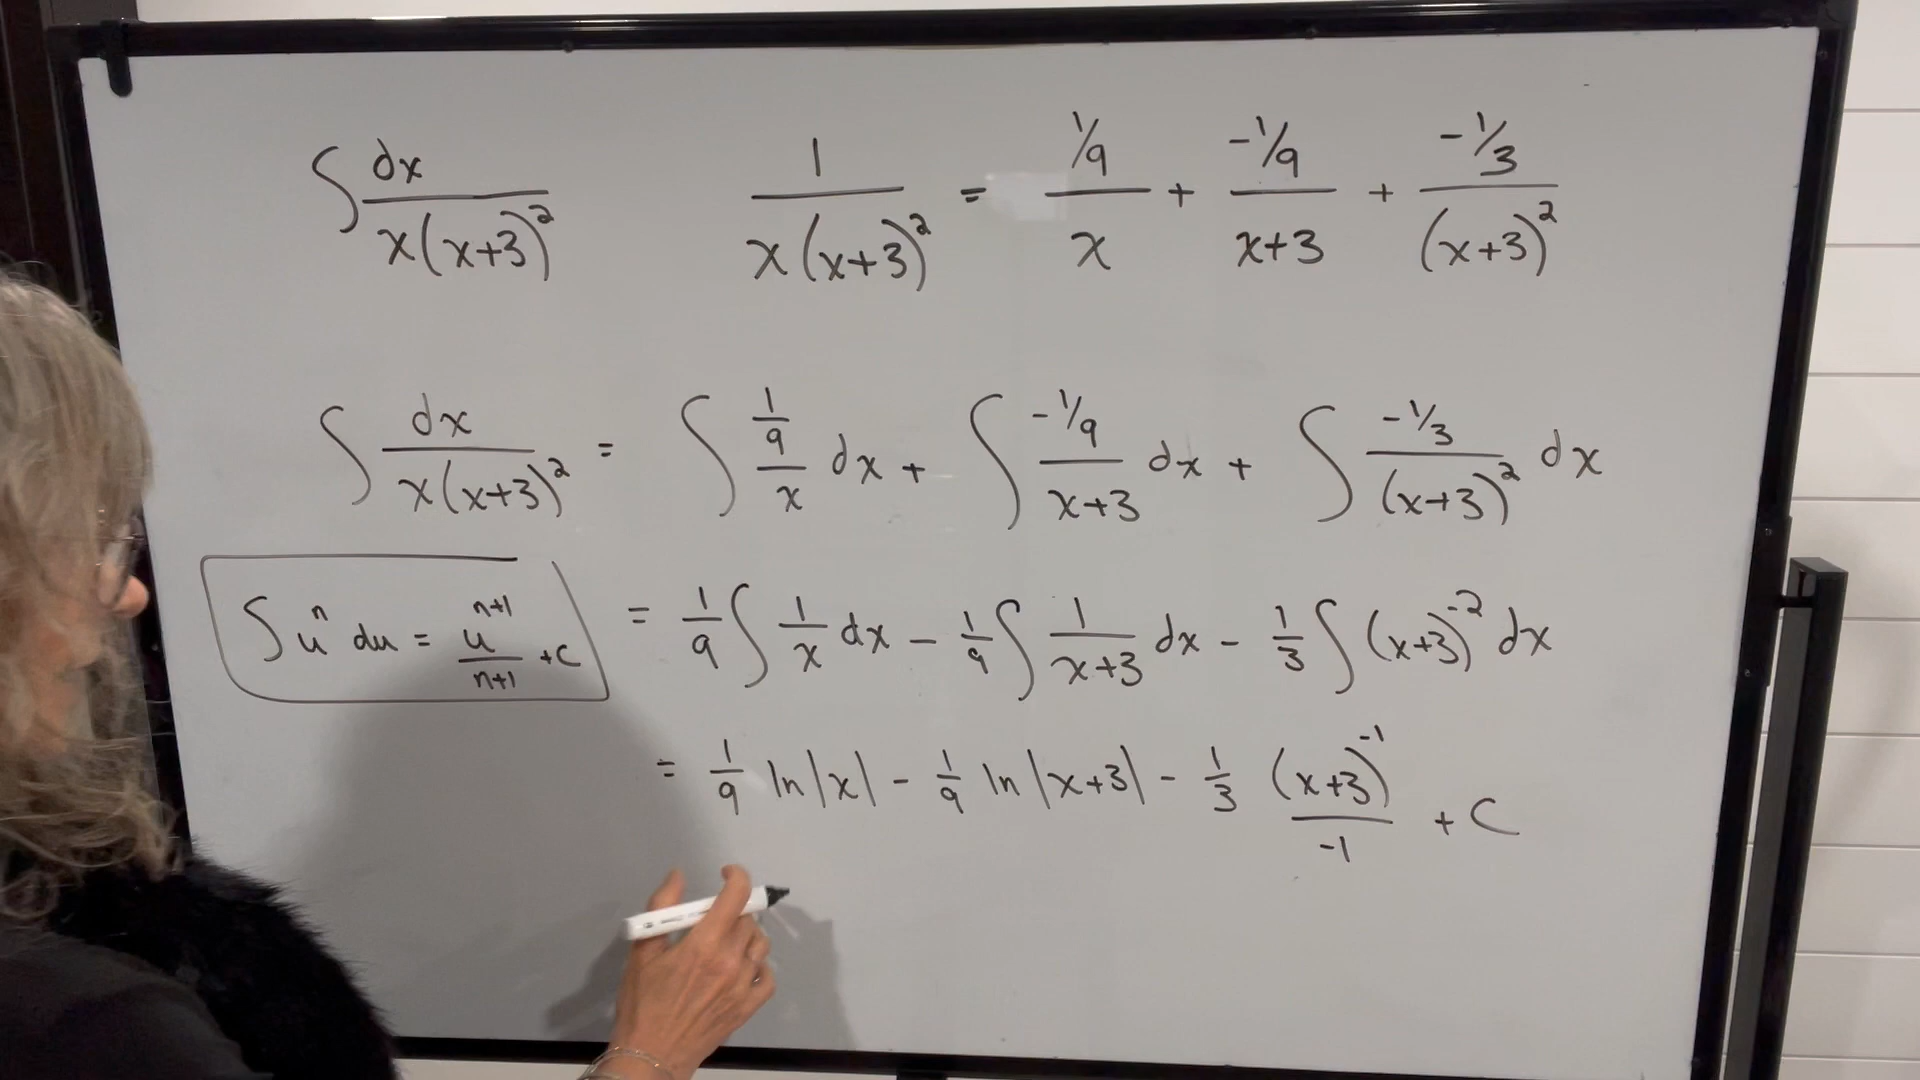 ∫ dx / x(x+3)²    1 / x(x+3)² = 1/9 / x + -1/9 / x+3 + -1/3 / (x+3)²
∫ dx / x(x+3)² = ∫ 1/9 / x dx + ∫ -1/9 / x+3 dx + ∫ -1/3 / (x+3)² dx
∫ uⁿ du = uⁿ⁺¹ / n+1 + C
= 1/9 ∫ 1/x dx - 1/9 ∫ 1 / x+3 dx - 1/3 ∫ (x+3)⁻² dx
= 1/9 ln|x| - 1/9 ln|x+3| - 1/3 (x+3)⁻¹ / -1 + C